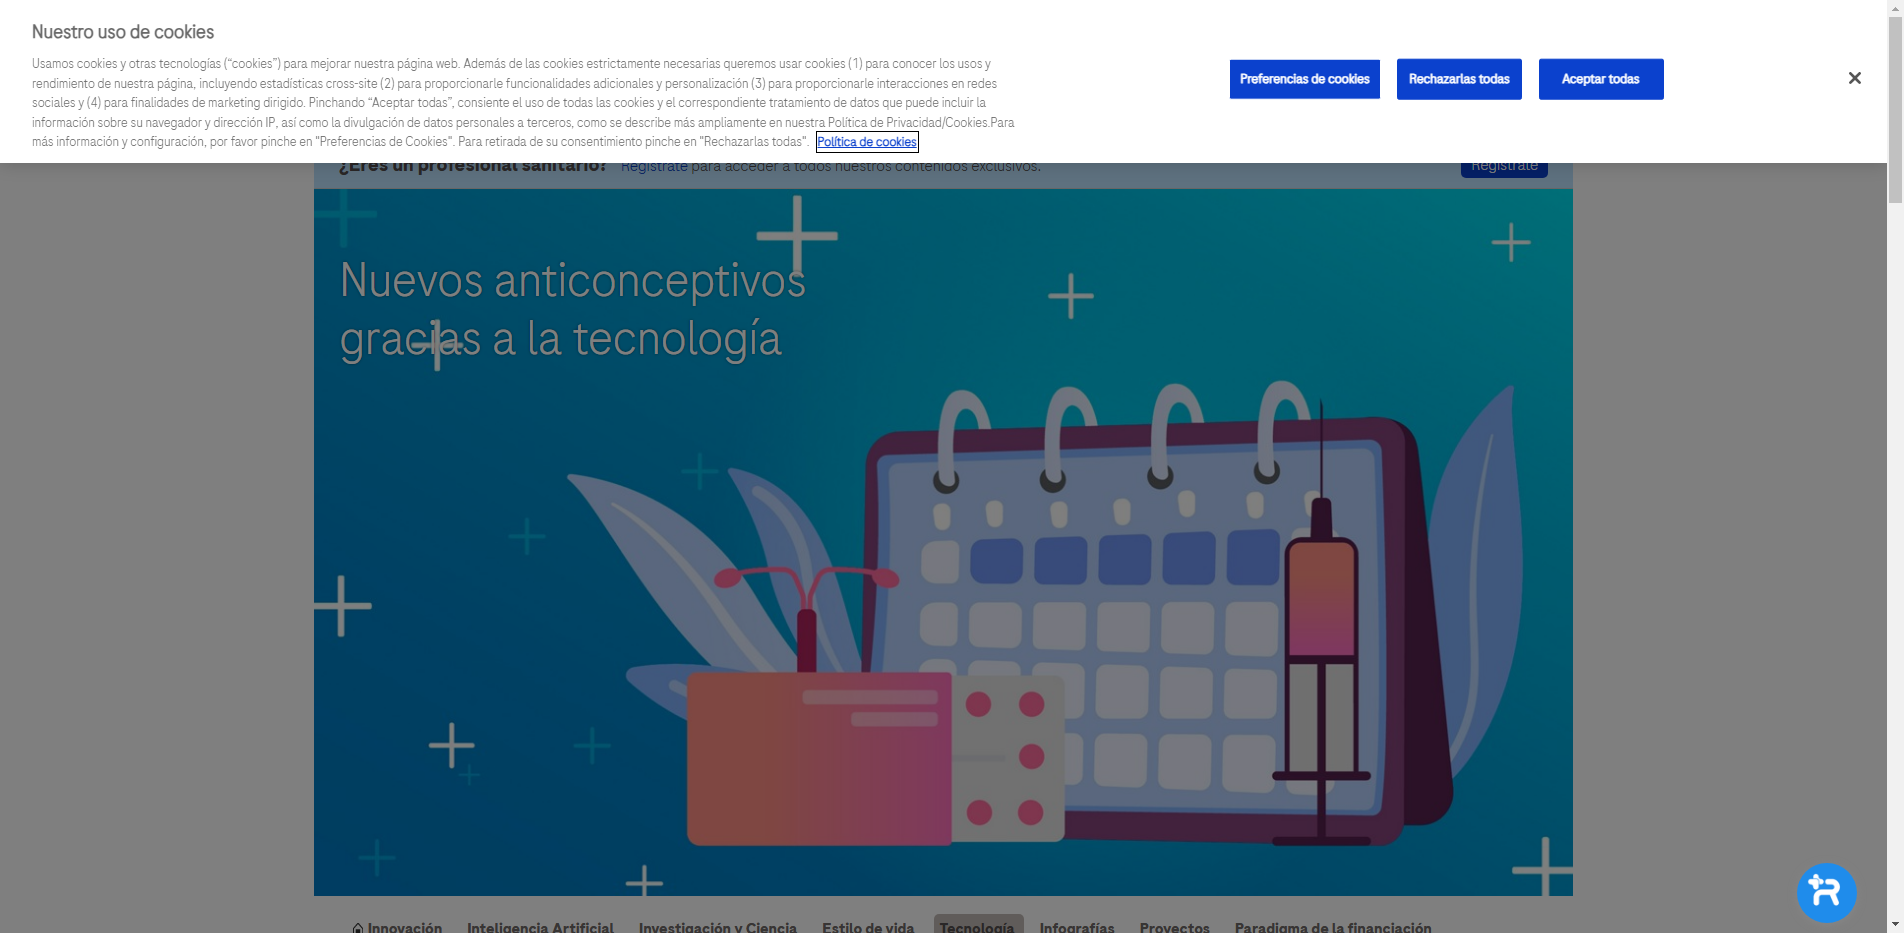 Nuestro uso de cookies
Usamos cookies y otras tecnologías (“cookies”) para mejorar nuestra página web. Además de las cookies estrictamente necesarias queremos usar cookies (1) para conocer los usos y
rendimiento de nuestra página, incluyendo estadísticas cross-site (2) para proporcionarle funcionalidades adicionales y personalización (3) para proporcionarle interacciones en redes
sociales y (4) para finalidades de marketing dirigido. Pinchando “Aceptar todas”, consiente el uso de todas las cookies y el correspondiente tratamiento de datos que puede incluir la
información sobre su navegador y dirección IP, así como la divulgación de datos personales a terceros, como se describe más ampliamente en nuestra Política de Privacidad/Cookies.Para
más información y configuración, por favor pinche en "Preferencias de Cookies". Para retirada de su consentimiento pinche en "Rechazarlas todas". Política de cookies
Preferencias de cookies
Rechazarlas todas
Aceptar todas
¿Eres un profesional sanitario? Regístrate para acceder a todos nuestros contenidos exclusivos.
Regístrate
Nuevos anticonceptivos
gracias a la tecnología
Innovación Inteligencia Artificial Investigación y Ciencia Estilo de vida Tecnología Infografías Proyectos Paradigma de la financiación